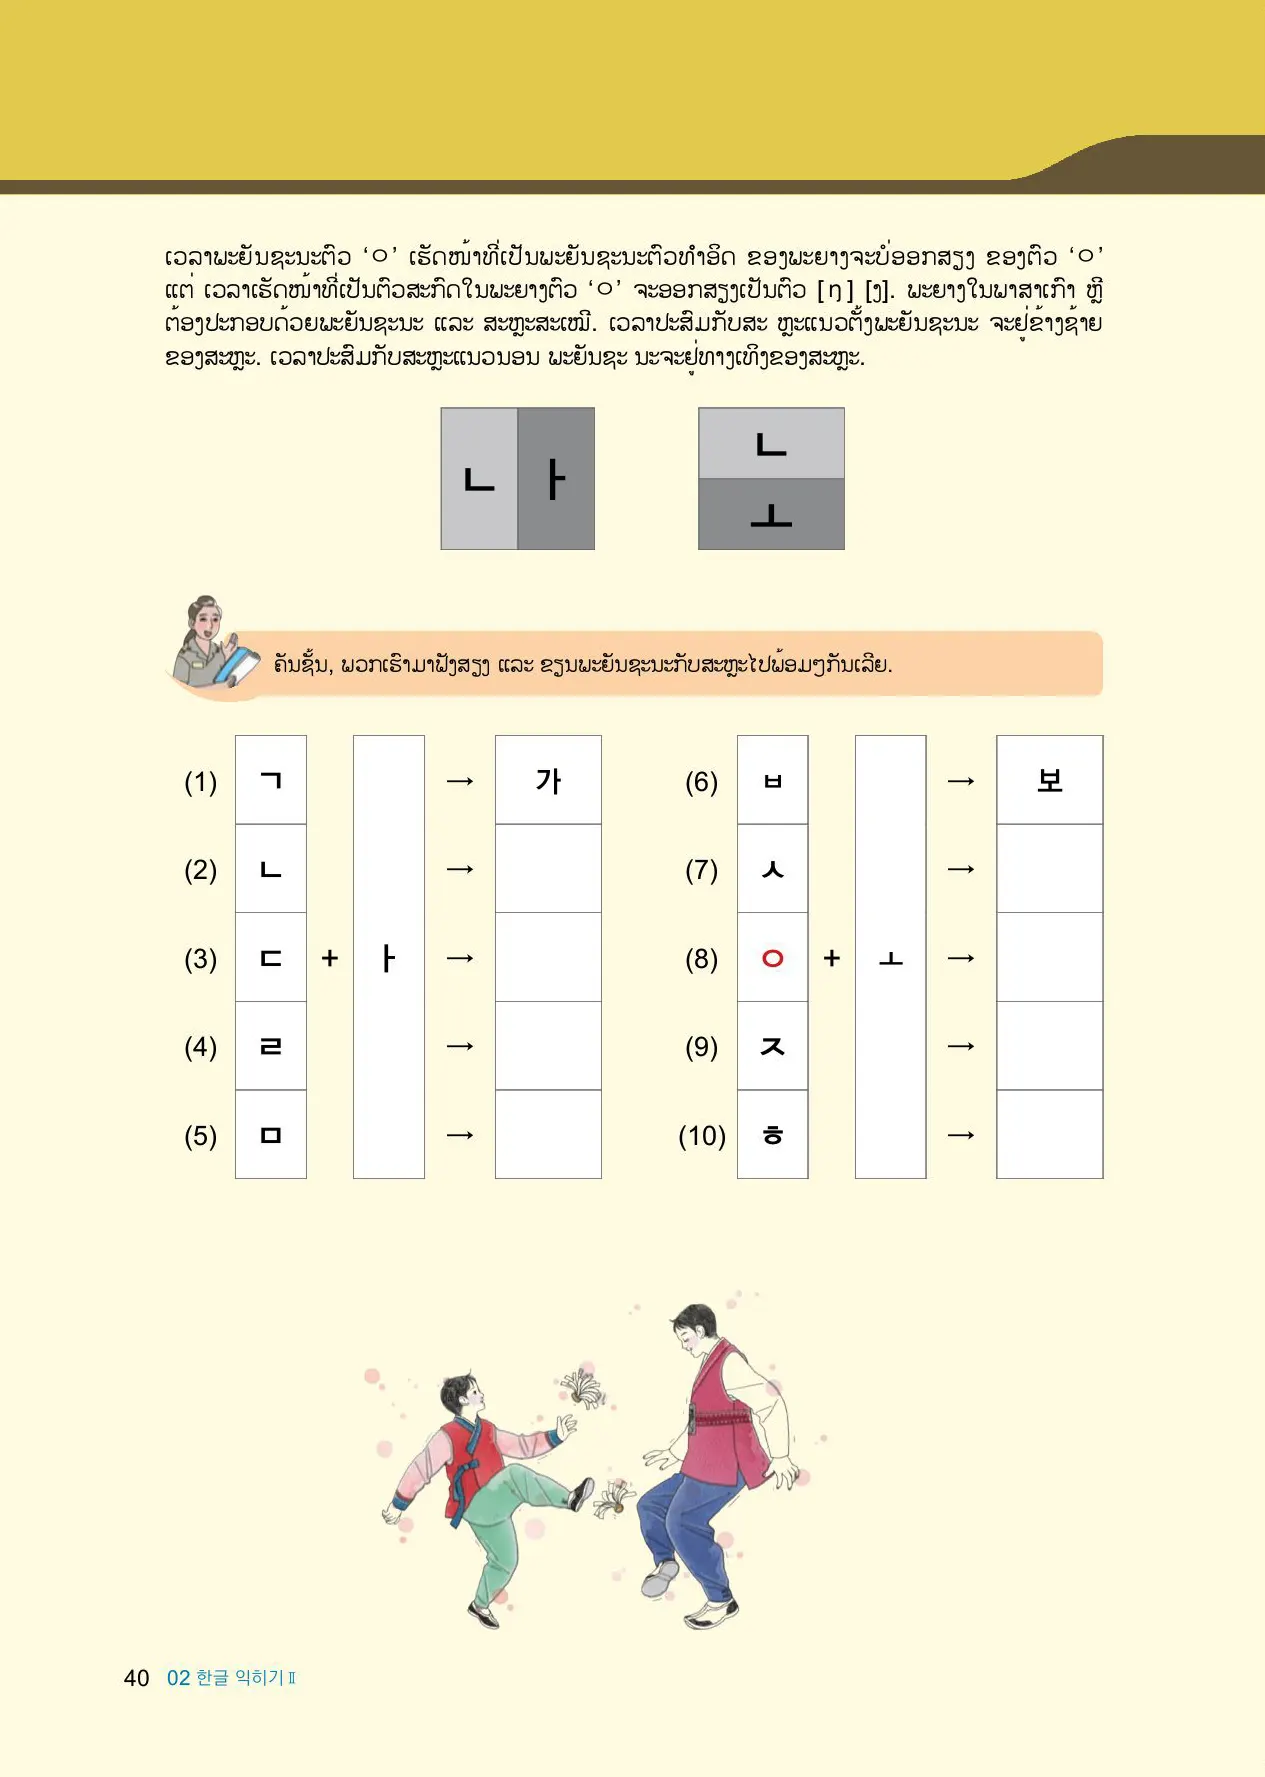 ເວລາພະຍັນຊະນະຕົວ ‘ㅇ’ ເຮັດໜ້າທີ່ເປັນພະຍັນຊະນະຕົວທຳອິດ ຂອງພະຍາງຈະບໍ່ອອກສຽງ ຂອງຕົວ ‘ㅇ’
ແຕ່ ເວລາເຮັດໜ້າທີ່ເປັນຕົວສະກົດໃນພະຍາງຕົວ ‘ㅇ’ ຈະອອກສຽງເປັນຕົວ [ŋ] [ງ]. ພະຍາງໃນພາສາເກົາ ຫຼີ
ຕ້ອງປະກອບດ້ວຍພະຍັນຊະນະ ແລະ ສະຫຼະສະເໝີ. ເວລາປະສົມກັບສະ ຫຼະແນວຕັ້ງພະຍັນຊະນະ ຈະຢູ່ຂ້າງຊ້າຍ
ຂອງສະຫຼະ. ເວລາປະສົມກັບສະຫຼະແນວນອນ ພະຍັນຊະ ນະຈະຢູ່ທາງເທິງຂອງສະຫຼະ.
ㄴ ㅏ
ㄴ
ㅗ
ຄັນຊັ້ນ, ພວກເຮົາມາຟັງສຽງ ແລະ ຂຽນພະຍັນຊະນະກັບສະຫຼະໄປພ້ອມໆກັນເລີຍ.
(1) ㄱ → 가
(2) ㄴ →
(3) ㄷ + ㅏ →
(4) ㄹ →
(5) ㅁ →
(6) ㅂ → 보
(7) ㅅ →
(8) ㅇ + ㅗ →
(9) ㅈ →
(10) ㅎ →
40 02 한글 익히기 Ⅱ